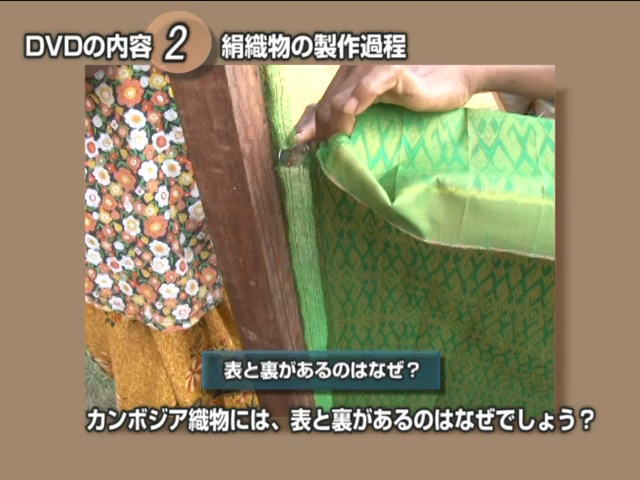 DVDの内容 2 絹織物の製作過程
表と裏があるのはなぜ？
カンボジア織物には、表と裏があるのはなぜでしょう？